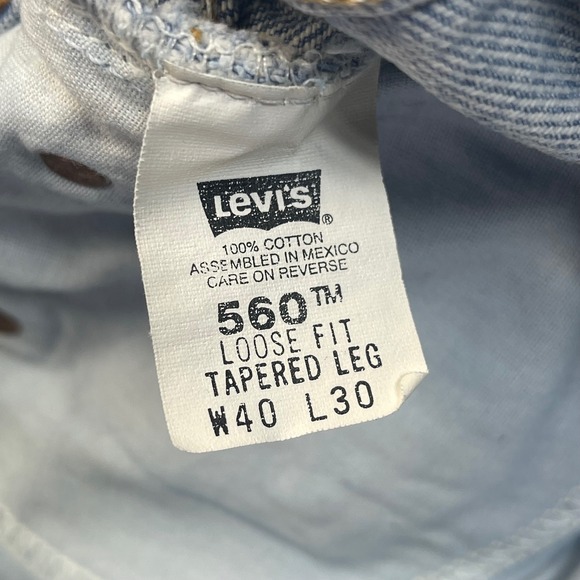 Levi's ®
100% COTTON
ASSEMBLED IN MEXICO
CARE ON REVERSE
560™
LOOSE FIT
TAPERED LEG
W40 L30